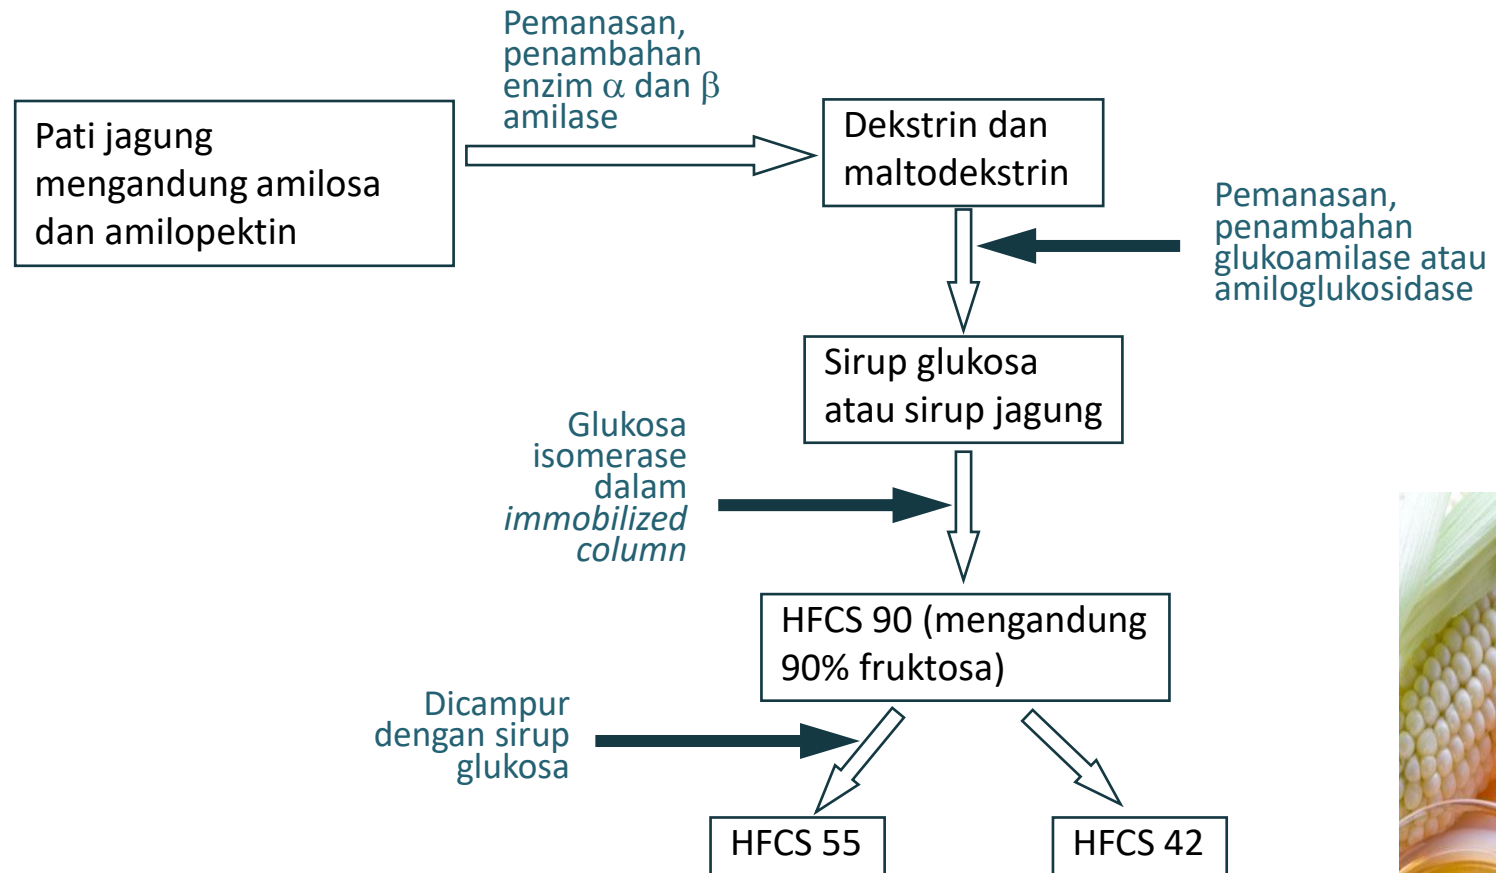 Pemanasan,
penambahan
enzim α dan β
amilase
Pati jagung
mengandung amilosa
dan amilopektin
Dekstrin dan
maltodekstrin
Pemanasan,
penambahan
glukoamilase atau
amiloglukosidase
Sirup glukosa
atau sirup jagung
Glukosa
isomerase
dalam
immobilized
column
HFCS 90 (mengandung
90% fruktosa)
Dicampur
dengan sirup
glukosa
HFCS 55
HFCS 42